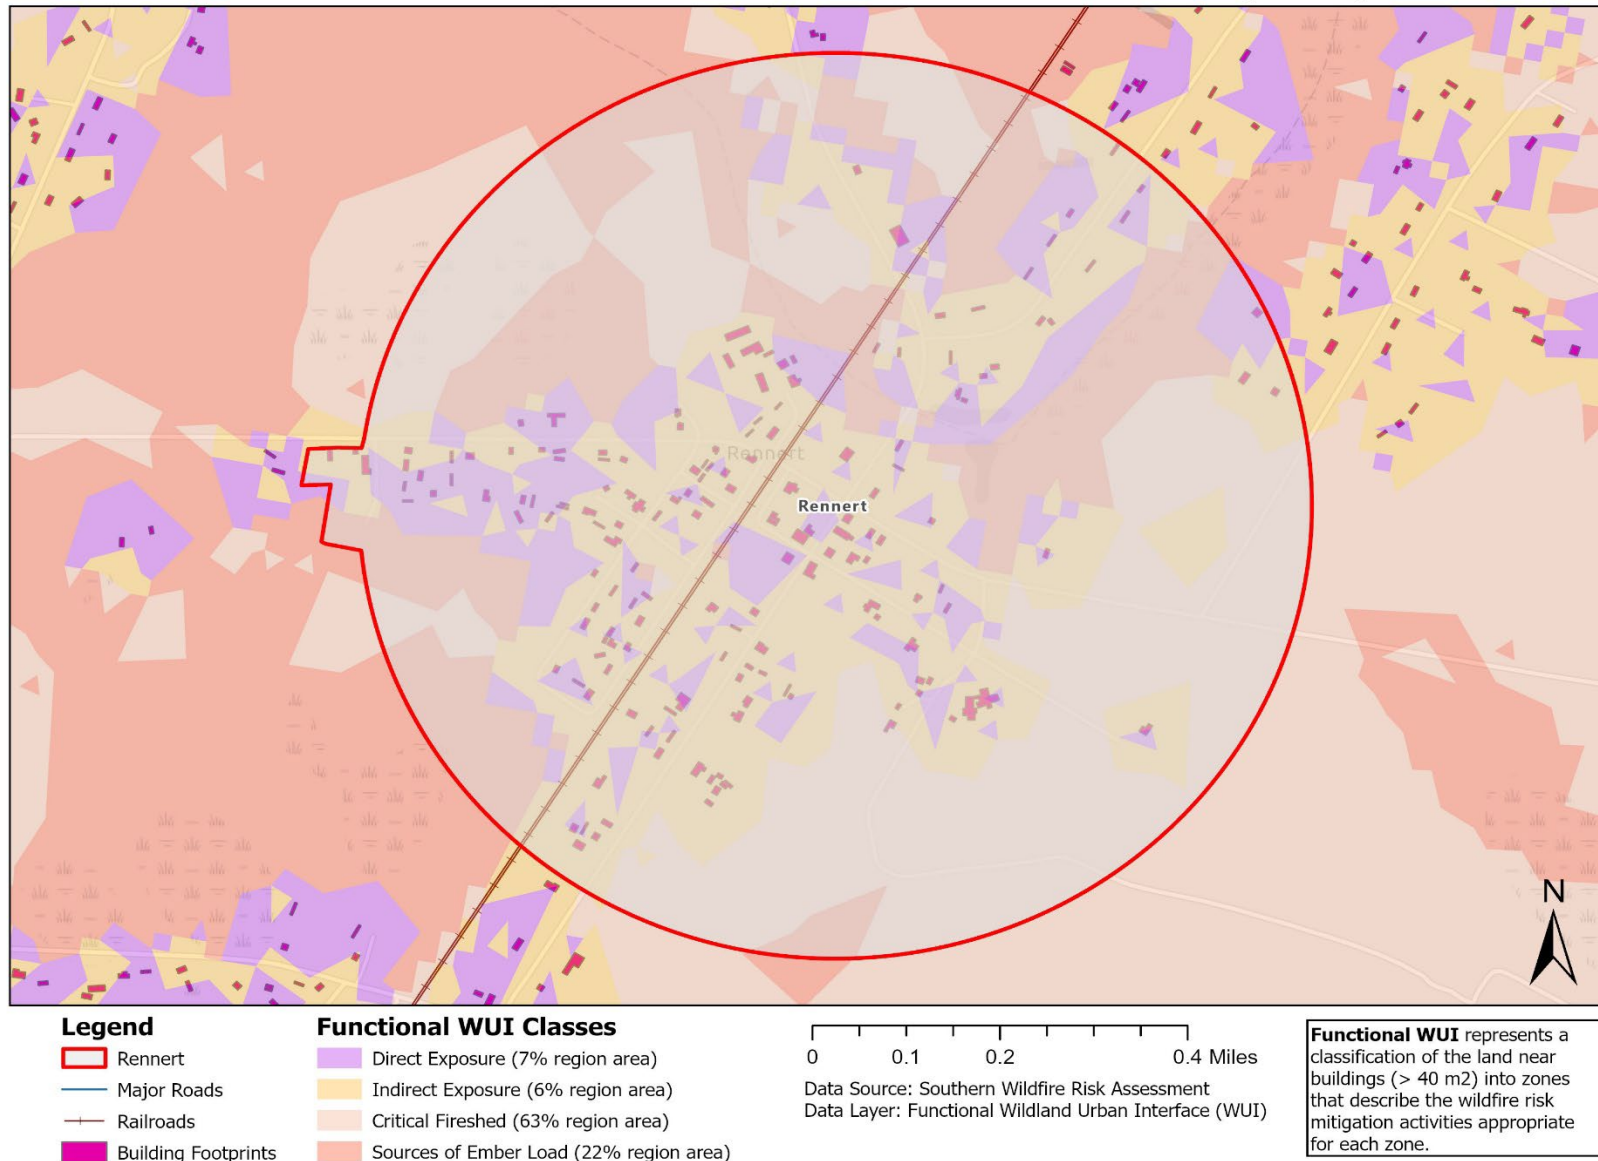 Rennert
Rennert
N
Legend
Rennert
Major Roads
Railroads
Building Footprints
Functional WUI Classes
Direct Exposure (7% region area)
Indirect Exposure (6% region area)
Critical Fireshed (63% region area)
Sources of Ember Load (22% region area)
0 0.1 0.2 0.4 Miles
Data Source: Southern Wildfire Risk Assessment
Data Layer: Functional Wildland Urban Interface (WUI)
Functional WUI represents a
classification of the land near
buildings (> 40 m2) into zones
that describe the wildfire risk
mitigation activities appropriate
for each zone.